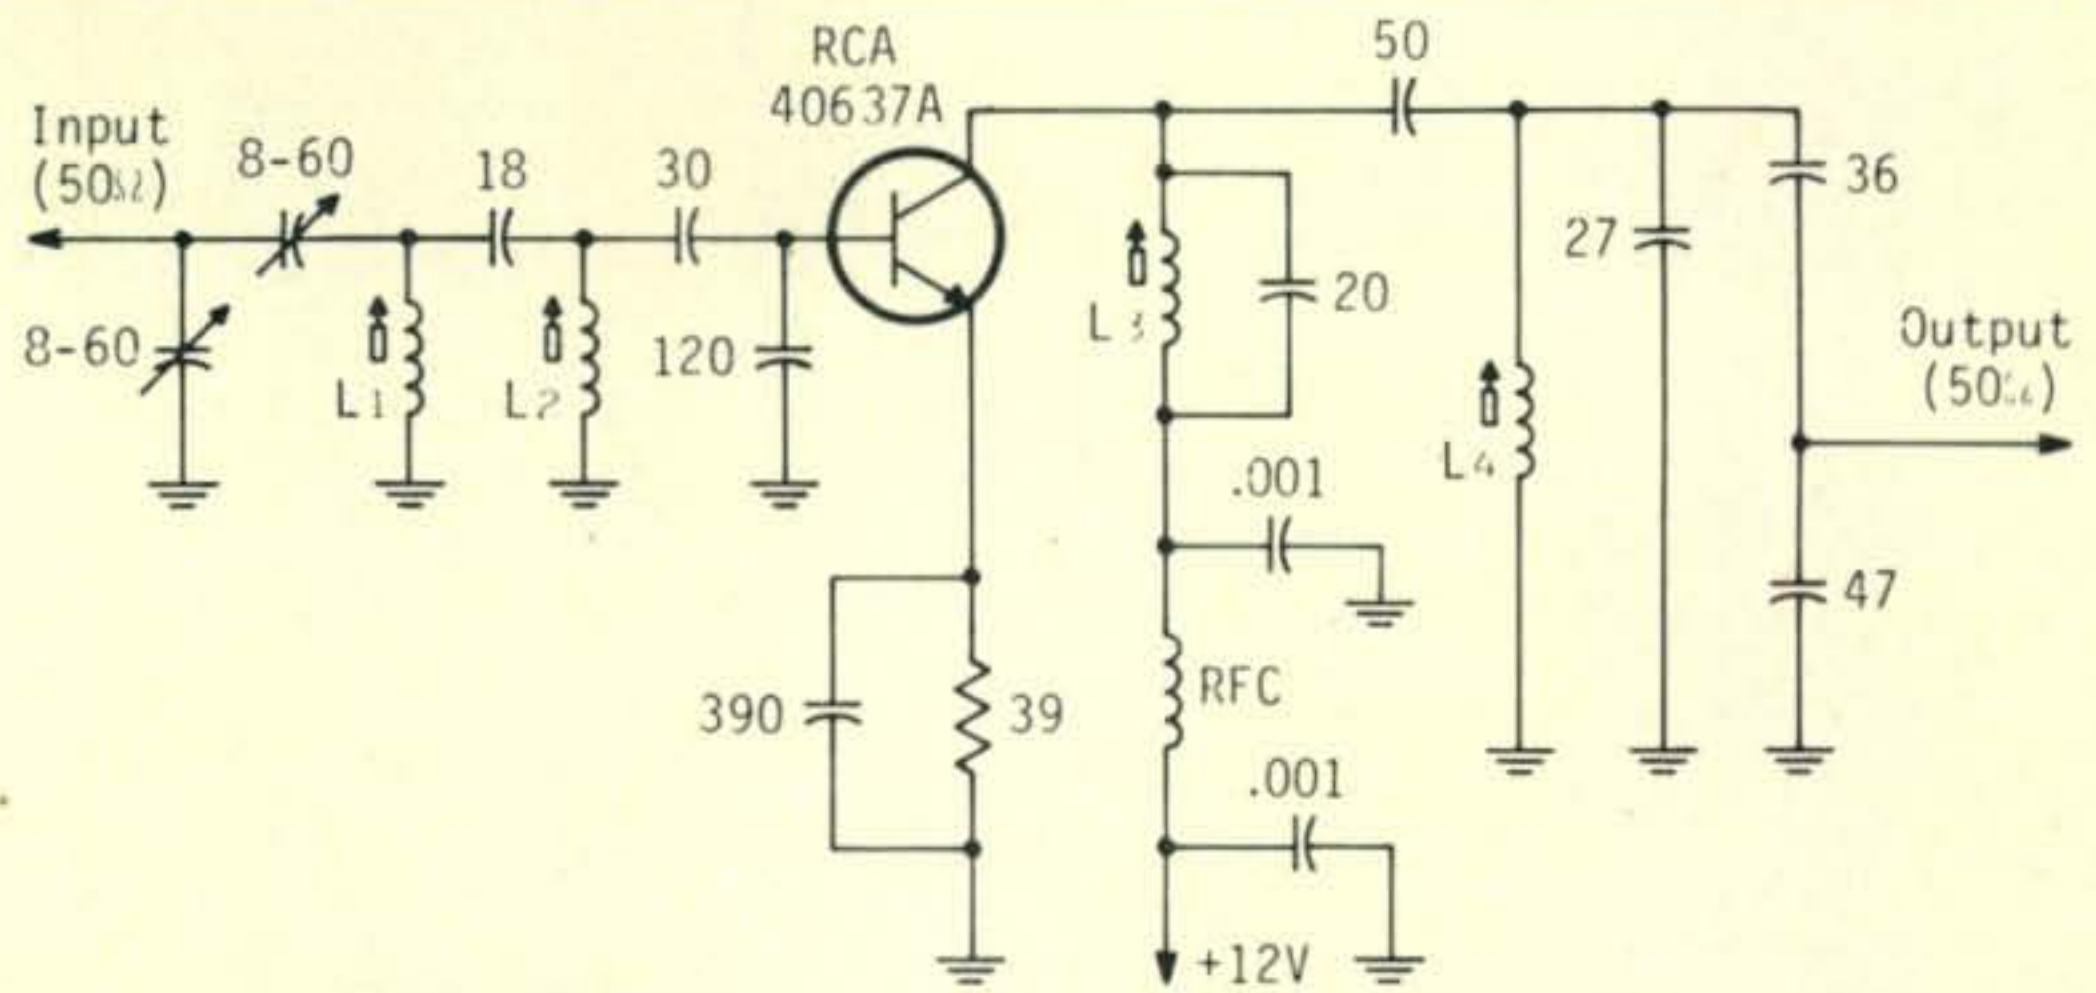 RCA
40637A
50
Input
(50Ω)
8-60
18
30
36
27
8-60
L1
L2
120
L3
20
Output
(50Ω)
L4
.001
390
39
RFC
47
.001
+12V